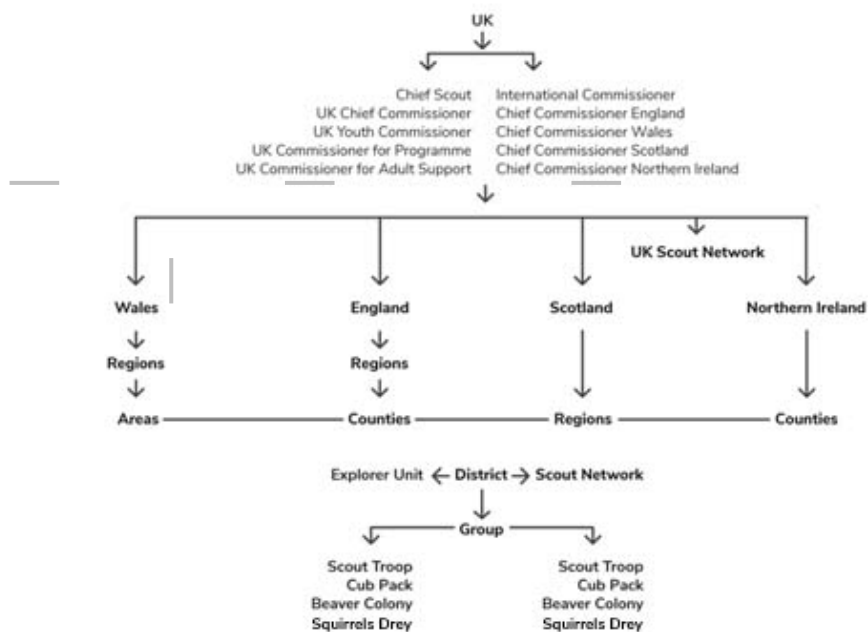 UK
Chief Scout International Commissioner
UK Chief Commissioner Chief Commissioner England
UK Youth Commissioner Chief Commissioner Wales
UK Commissioner for Programme Chief Commissioner Scotland
UK Commissioner for Adult Support Chief Commissioner Northern Ireland
UK Scout Network
Wales England Scotland Northern Ireland
Regions Regions
Areas Counties Regions Counties
Explorer Unit District Scout Network
Group
Scout Troop Scout Troop
Cub Pack Cub Pack
Beaver Colony Beaver Colony
Squirrels Drey Squirrels Drey